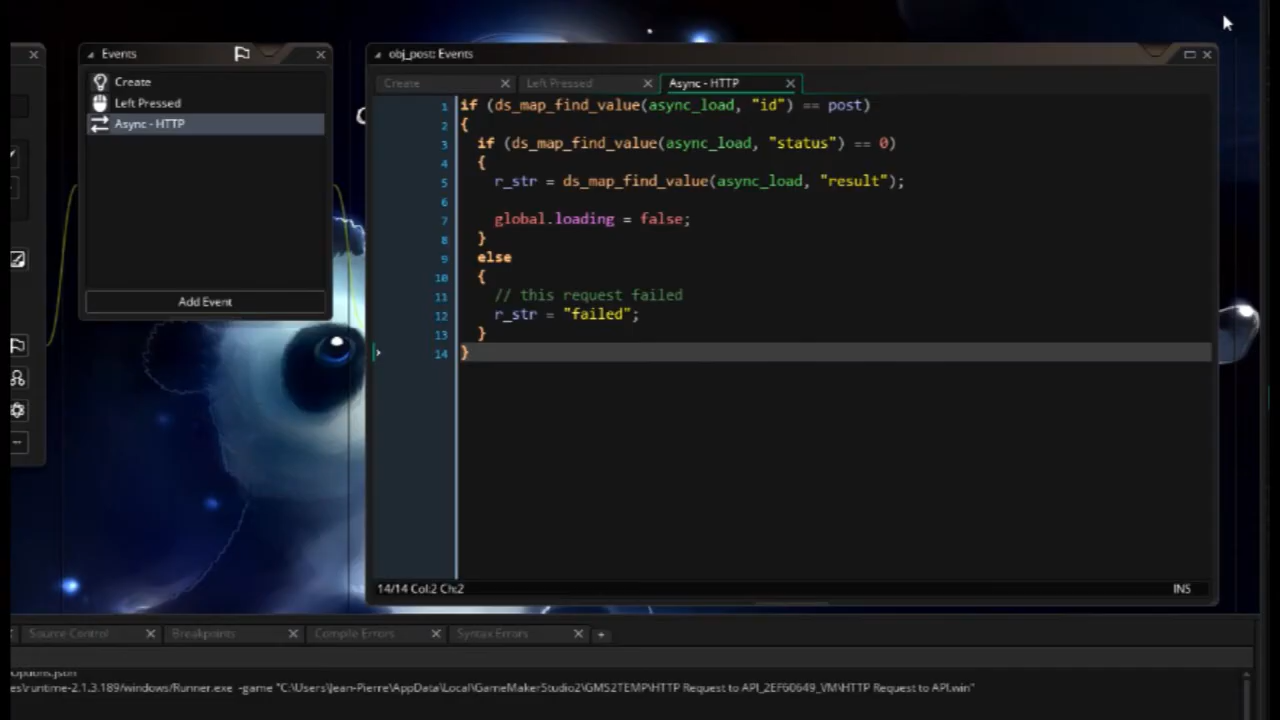 Events
Create
Left Pressed
Async - HTTP
Add Event
obj_post: Events
Create
Left Pressed
Async - HTTP
1 if (ds_map_find_value(async_load, "id") == post)
2 {
3 if (ds_map_find_value(async_load, "status") == 0)
4 {
5 r_str = ds_map_find_value(async_load, "result");
6
7 global.loading = false;
8 }
9 else
10 {
11 // this request failed
12 r_str = "failed";
13 }
14 }
14/14 Col:2 Ch:2
INS
Source Control
Breakpoints
Compile Errors
Syntax Errors
options.json
es\runtime-2.1.3.189/windows/Runner.exe -game "C:\Users\Jean-Pierre\AppData\Local\GameMakerStudio2\GMS2TEMP\HTTP Request to API_2EF60649_VM\HTTP Request to API.win"